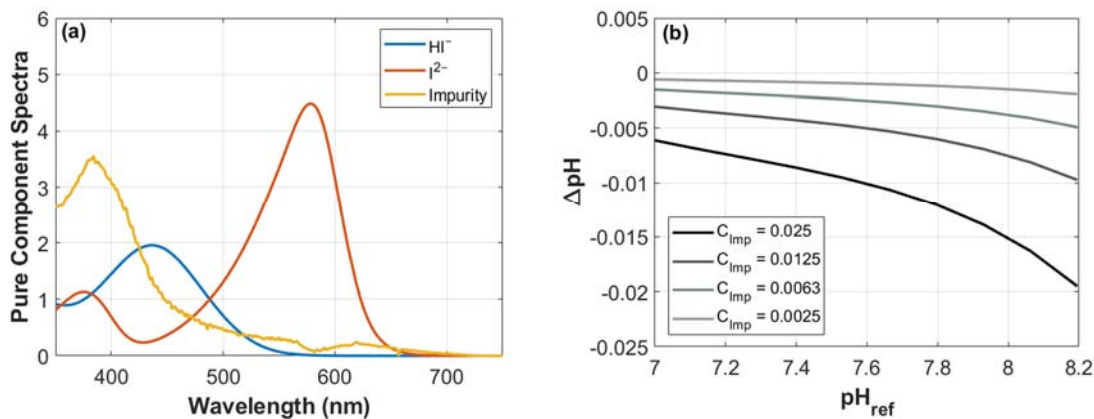 (a)
6
5
4
3
2
1
0
Pure Component Spectra
HI⁻
I²⁻
Impurity
400
500
600
700
Wavelength (nm)
(b)
0.005
0
-0.005
-0.01
-0.015
-0.02
-0.025
ΔpH
C_Imp = 0.025
C_Imp = 0.0125
C_Imp = 0.0063
C_Imp = 0.0025
7
7.2
7.4
7.6
7.8
8
8.2
pH_ref